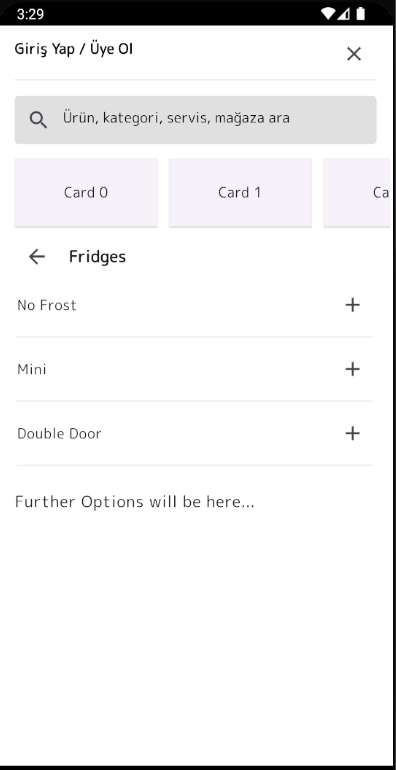 3:29
Giriş Yap / Üye Ol
Ürün, kategori, servis, mağaza ara
Card 0
Card 1
Ca
Fridges
No Frost
Mini
Double Door
Further Options will be here...